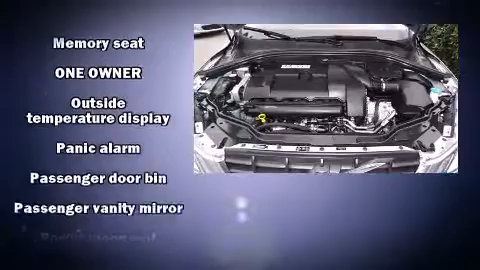 Memory seat
ONE OWNER
Outside
temperature display
Panic alarm
Passenger door bin
Passenger vanity mirror